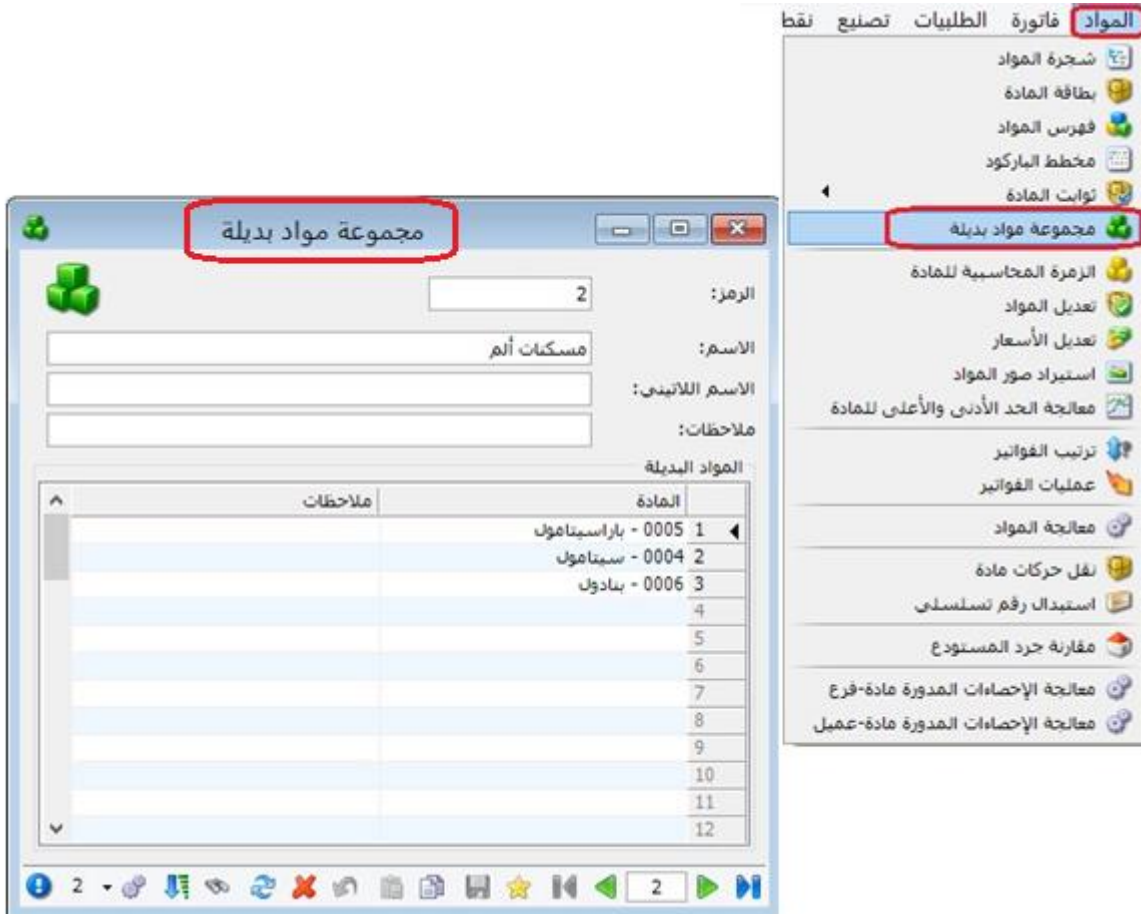 المواد فاتورة الطلبيات تصنيع نقط
شجرة المواد
بطاقة المادة
فهرس المواد
مخطط الباركود
ثوابت المادة
مجموعة مواد بديلة
الزمرة المحاسبية للمادة
تعديل المواد
تعديل الأسعار
استيراد صور المواد
معالجة الحد الأدنى والأعلى للمادة
ترتيب الفواتير
عمليات الفواتير
معالجة المواد
نقل حركات مادة
استبدال رقم تسلسلي
مقارنة جرد المستودع
معالجة الإحصاءات المدورة مادة-فرع
معالجة الإحصاءات المدورة مادة-عميل
مجموعة مواد بديلة
الرمز: 2
الاسم: مسكنات ألم
الاسم اللاتيني:
ملاحظات:
المواد البديلة
المادة ملاحظات
1 0005 - باراسيتامول
2 0004 - سيتامول
3 0006 - بنادول
4
5
6
7
8
9
10
11
12
2 2